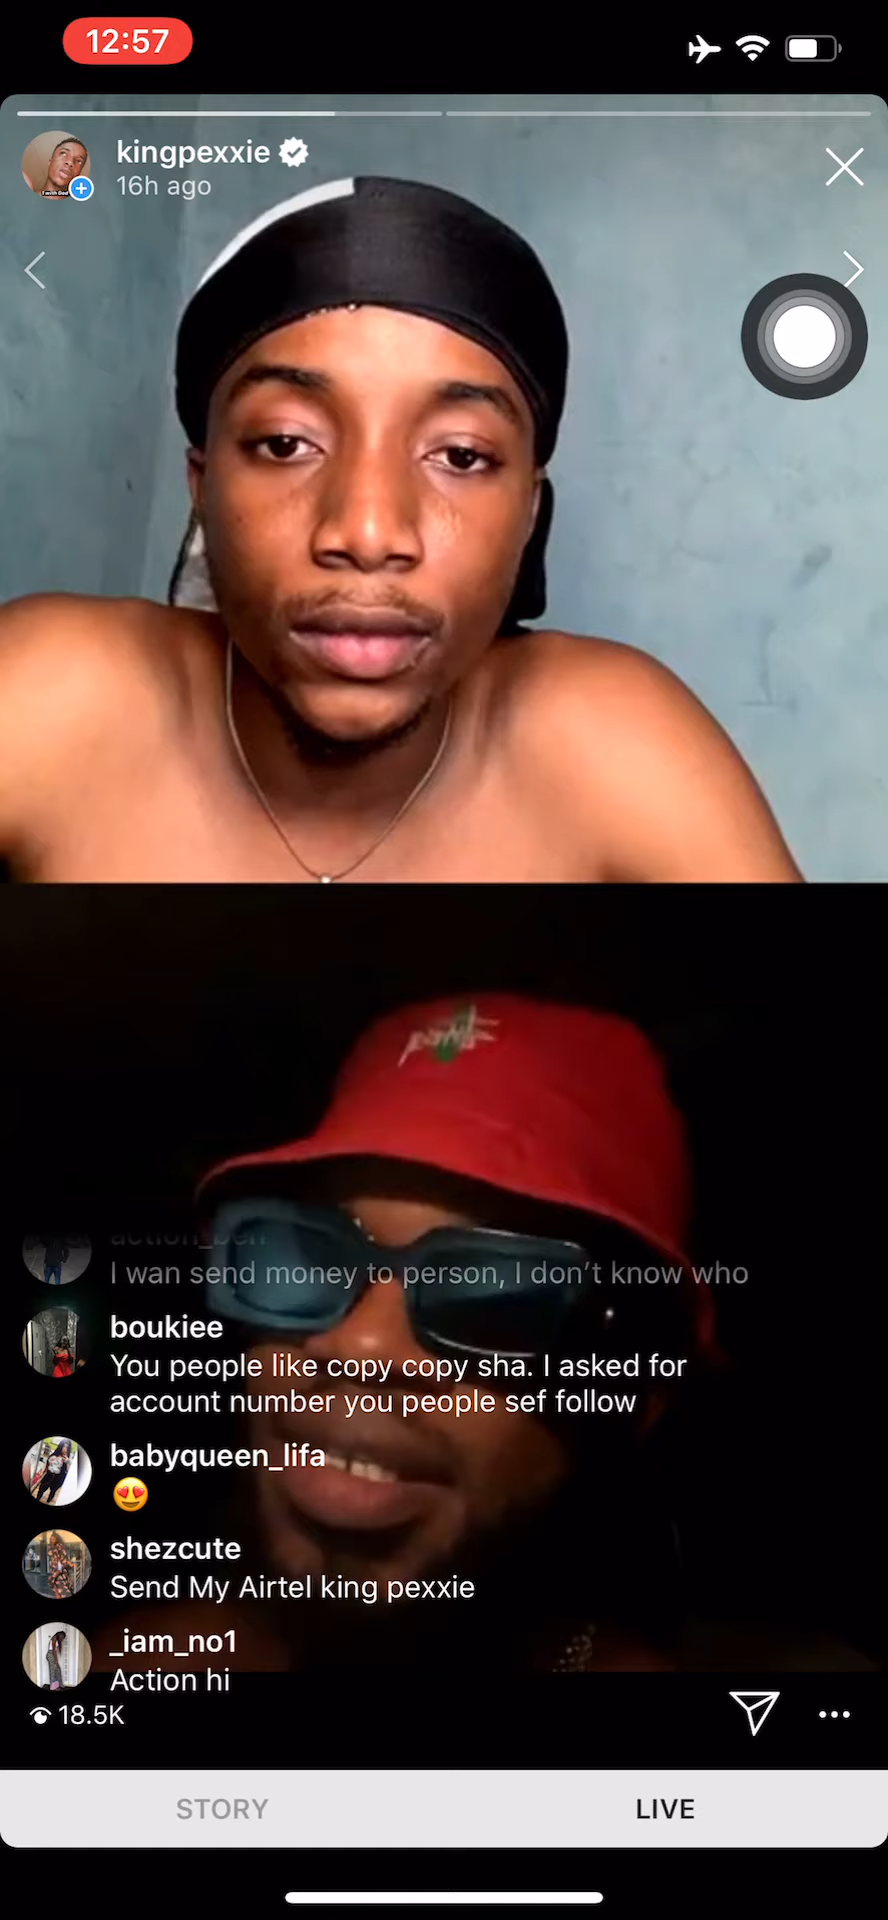 12:57
kingpexxie
16h ago
action_ben
I wan send money to person, I don't know who
boukiee
You people like copy copy sha. I asked for
account number you people sef follow
babyqueen_lifa
😍
shezcute
Send My Airtel king pexxie
_iam_no1
Action hi
18.5K
STORY
LIVE